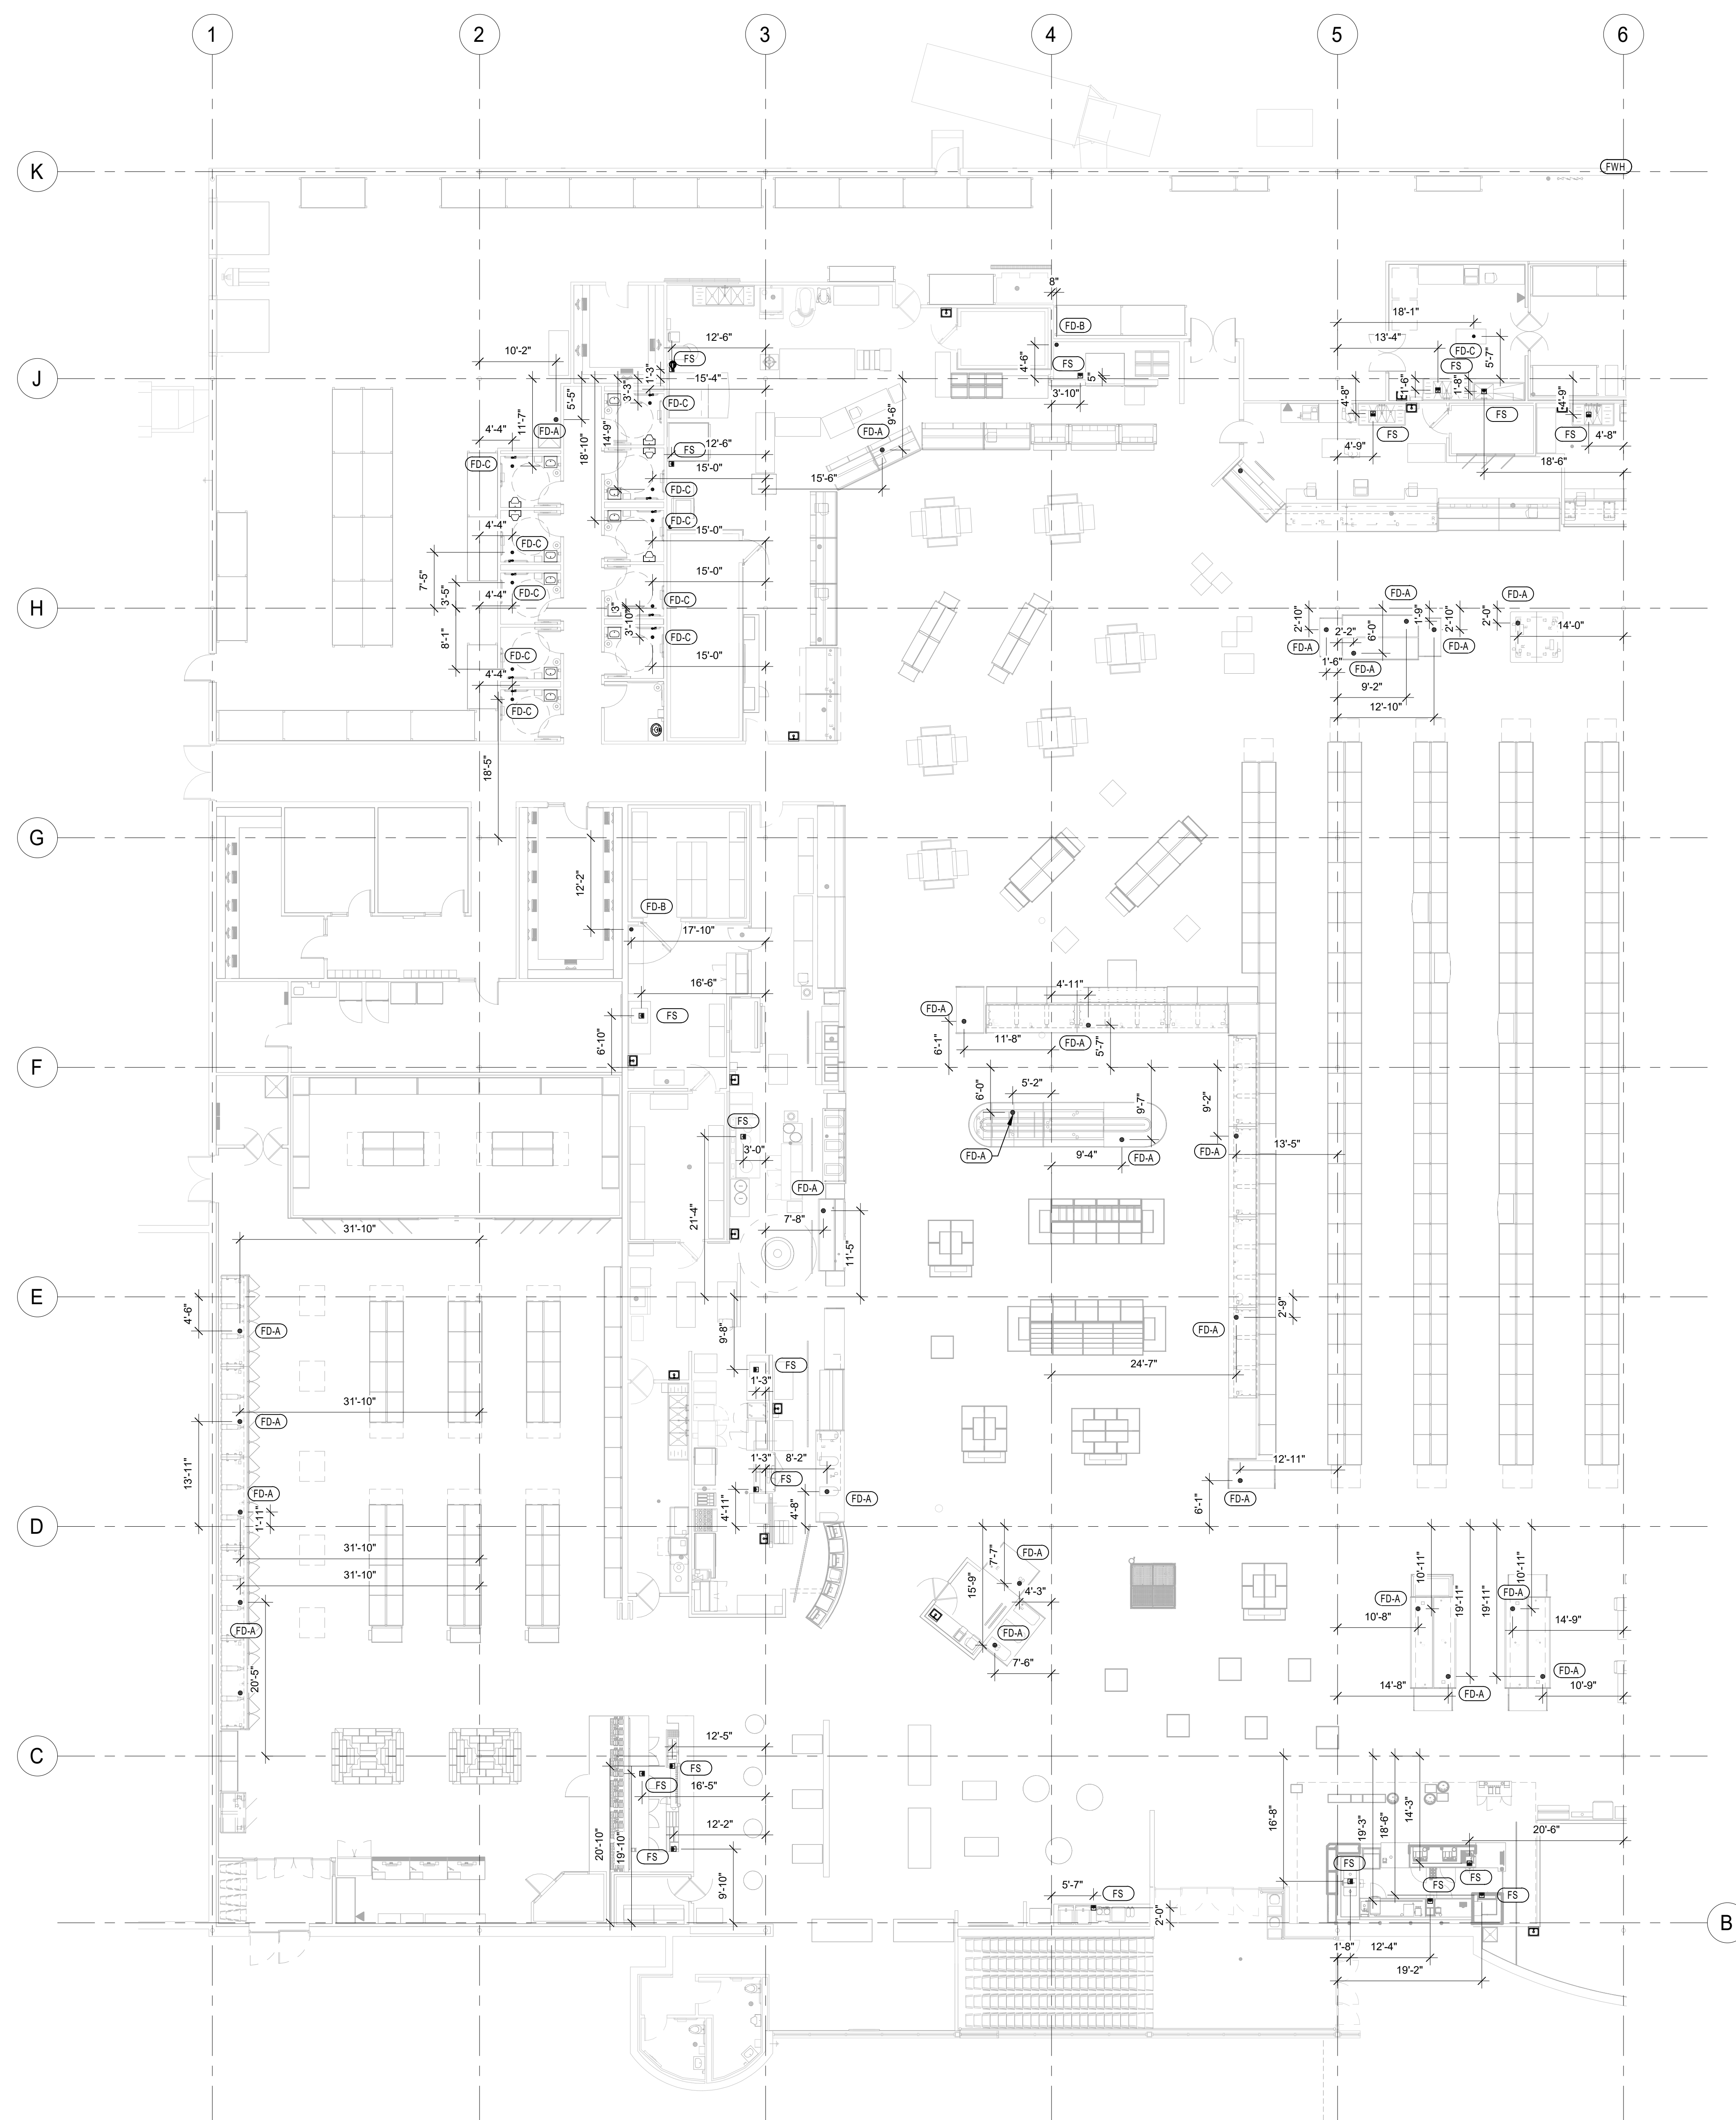 1 2 3 4 5 6
K
FWH
8"
18'-1"
FD-B
12'-6"
13'-4"
5'-7"
FD-C
10'-2"
FS
4'-6"
FS
FS
J
1'-3"
15'-4"
5"
3'-3"
3'-10"
1'-6"
1'-8"
4'-8"
4'-9"
5'-5"
11'-7"
FD-C
9'-6"
FS
4'-4"
FD-A
18'-10"
14'-9"
12'-6"
FD-A
FS
FS
4'-9"
4'-8"
FS
FD-C
15'-0"
15'-6"
18'-6"
FD-C
FD-C
4'-4"
15'-0"
FD-C
7'-5"
15'-0"
3'-5"
4'-4"
FD-C
FD-C
FD-A
FD-A
H
3"
3'-10"
2'-10"
1'-9"
2'-10"
2'-0"
14'-0"
8'-1"
FD-C
2'-2"
6'-0"
FD-A
FD-A
FD-C
15'-0"
1'-6"
FD-A
4'-4"
9'-2"
FD-C
12'-10"
18'-5"
G
12'-2"
FD-B
17'-10"
16'-6"
4'-11"
FS
FD-A
6'-10"
6'-1"
11'-8"
FD-A
5'-7"
F
5'-2"
6'-0"
9'-7"
9'-2"
FS
3'-0"
FD-A
9'-4"
FD-A
FD-A
13'-5"
FD-A
21'-4"
7'-8"
31'-10"
11'-5"
E
4'-6"
2'-9"
FD-A
9'-8"
FD-A
FS
24'-7"
1'-3"
31'-10"
FD-A
13'-11"
1'-3"
8'-2"
12'-11"
FS
FD-A
4'-11"
4'-8"
FD-A
FD-A
6'-1"
1'-11"
D
31'-10"
7'-7"
FD-A
10'-11"
10'-11"
31'-10"
15'-9"
4'-3"
FD-A
19'-11"
19'-11"
FD-A
10'-8"
14'-9"
FD-A
FD-A
20'-5"
7'-6"
FD-A
14'-8"
FD-A
10'-9"
C
12'-5"
FS
FS
16'-5"
16'-8"
19'-3"
18'-6"
14'-3"
12'-2"
20'-6"
20'-10"
19'-10"
FS
FS
FS
9'-10"
5'-7"
FS
FS
FS
2'-0"
B
1'-8"
12'-4"
19'-2"